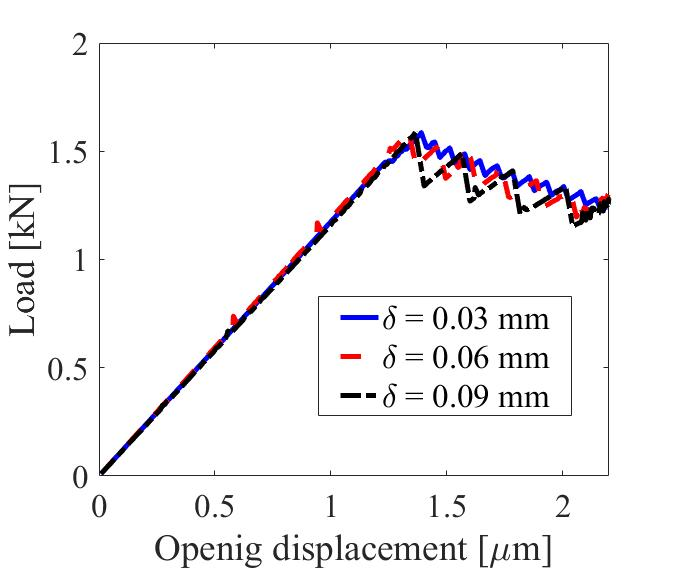 2
1.5
1
0.5
0
Load [kN]
δ = 0.03 mm
δ = 0.06 mm
δ = 0.09 mm
0 0.5 1 1.5 2
Openig displacement [μm]